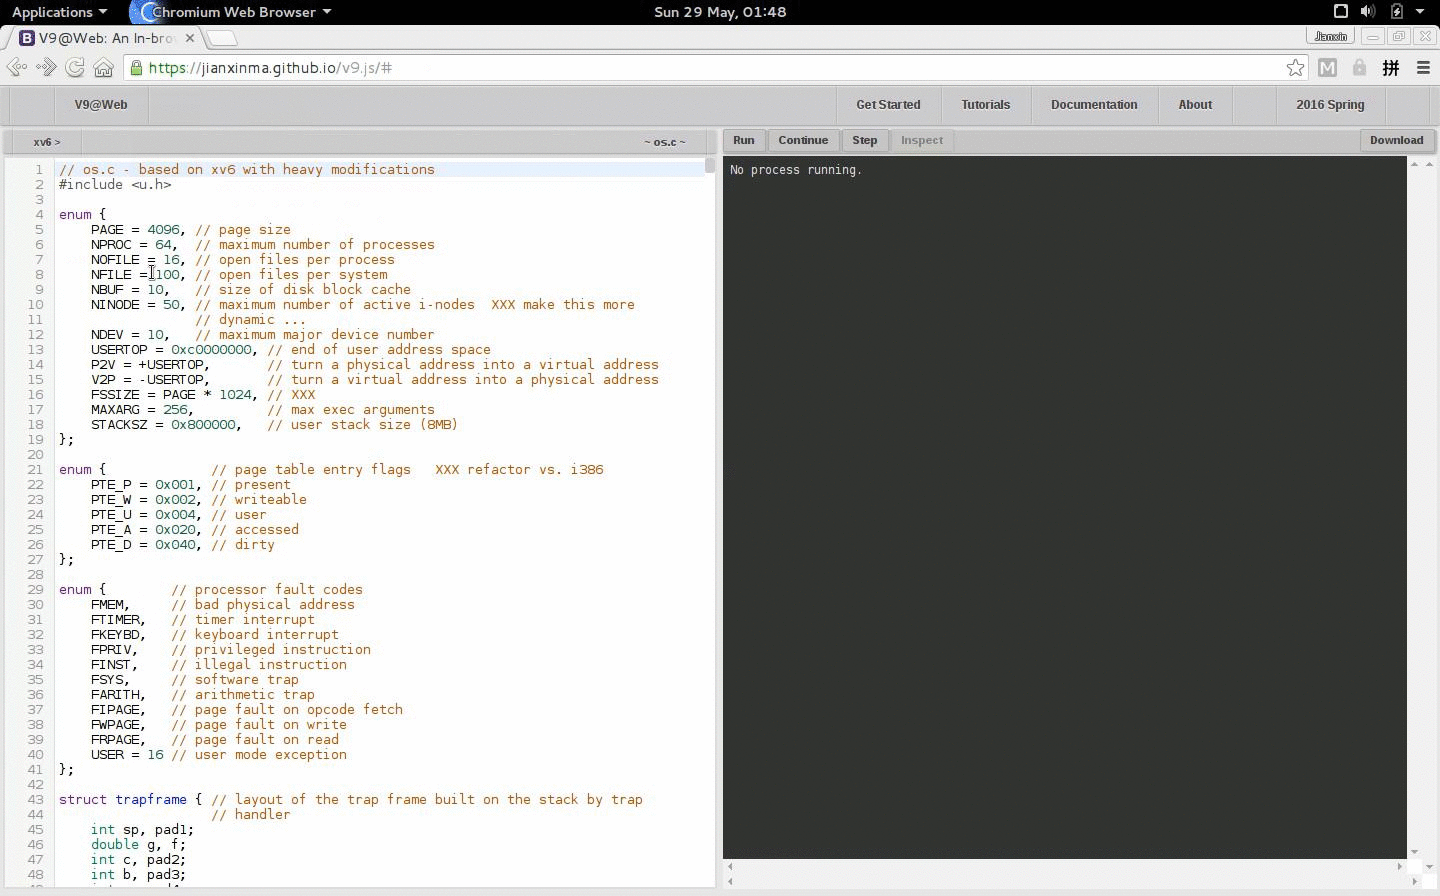 Applications Chromium Web Browser Sun 29 May, 01:48
V9@Web: An In-bro Jianxin
https://jianxinma.github.io/v9.js/# M 拼
V9@Web Get Started Tutorials Documentation About 2016 Spring
xv6 > ~ os.c ~ Run Continue Step Inspect Download
No process running.
1 // os.c - based on xv6 with heavy modifications
2 #include <u.h>
3
4 enum {
5 PAGE = 4096, // page size
6 NPROC = 64, // maximum number of processes
7 NOFILE = 16, // open files per process
8 NFILE = 100, // open files per system
9 NBUF = 10, // size of disk block cache
10 NINODE = 50, // maximum number of active i-nodes XXX make this more
11 // dynamic ...
12 NDEV = 10, // maximum major device number
13 USERTOP = 0xc0000000, // end of user address space
14 P2V = +USERTOP, // turn a physical address into a virtual address
15 V2P = -USERTOP, // turn a virtual address into a physical address
16 FSSIZE = PAGE * 1024, // XXX
17 MAXARG = 256, // max exec arguments
18 STACKSZ = 0x800000, // user stack size (8MB)
19 };
20
21 enum { // page table entry flags XXX refactor vs. i386
22 PTE_P = 0x001, // present
23 PTE_W = 0x002, // writeable
24 PTE_U = 0x004, // user
25 PTE_A = 0x020, // accessed
26 PTE_D = 0x040, // dirty
27 };
28
29 enum { // processor fault codes
30 FMEM, // bad physical address
31 FTIMER, // timer interrupt
32 FKEYBD, // keyboard interrupt
33 FPRIV, // privileged instruction
34 FINST, // illegal instruction
35 FSYS, // software trap
36 FARITH, // arithmetic trap
37 FIPAGE, // page fault on opcode fetch
38 FWPAGE, // page fault on write
39 FRPAGE, // page fault on read
40 USER = 16 // user mode exception
41 };
42
43 struct trapframe { // layout of the trap frame built on the stack by trap
44 // handler
45 int sp, pad1;
46 double g, f;
47 int c, pad2;
48 int b, pad3;